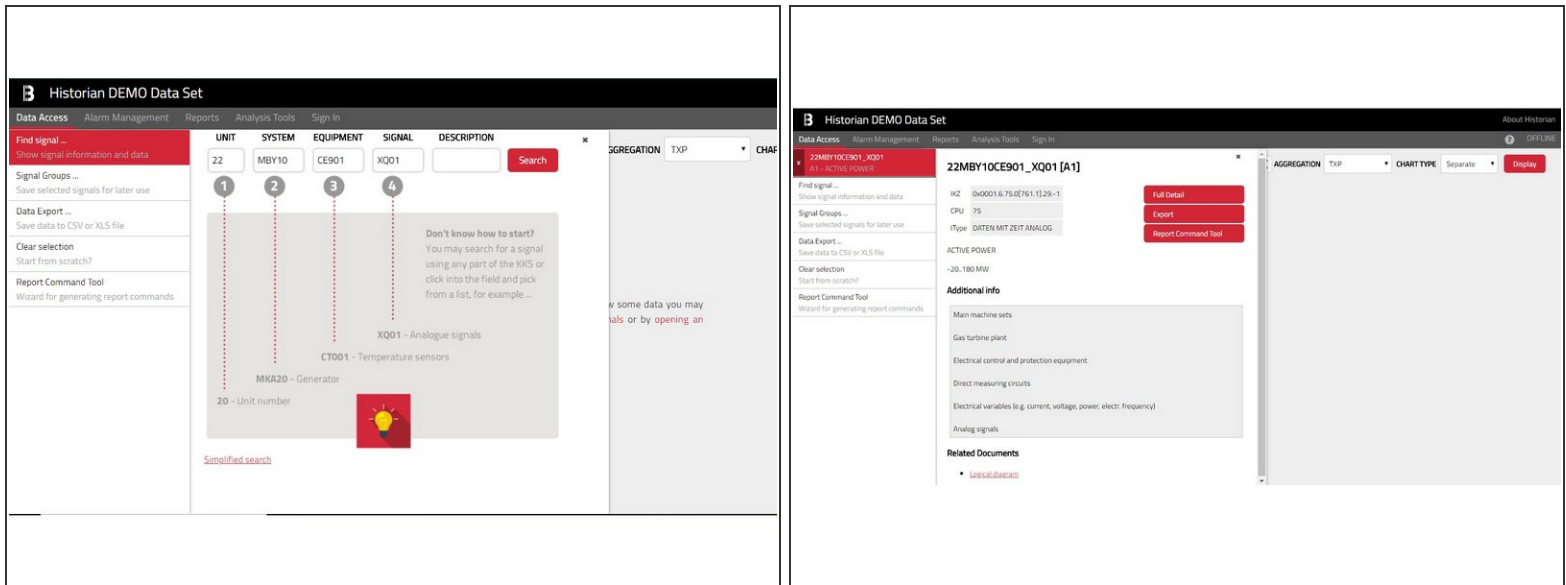 Historian DEMO Data Set
Data Access Alarm Management Reports Analysis Tools Sign In
Find signal ...
Show signal information and data
Signal Groups ...
Save selected signals for later use
Data Export ...
Save data to CSV or XLS file
Clear selection
Start from scratch?
Report Command Tool
Wizard for generating report commands
UNIT SYSTEM EQUIPMENT SIGNAL DESCRIPTION
22 MBY10 CE901 XQ01 Search
1 2 3 4
Don't know how to start?
You may search for a signal
using any part of the KKS or
click into the field and pick
from a list, for example ...
XQ01 - Analogue signals
CT001 - Temperature sensors
MKA20 - Generator
20 - Unit number
Simplified search
GGREGATION TXP CHAR
w some data you may
nals or by opening an
Historian DEMO Data Set About Historian
Data Access Alarm Management Reports Analysis Tools Sign In ? OFFLINE
x 22MBY10CE901_XQ01
A1 - ACTIVE POWER
Find signal ...
Show signal information and data
Signal Groups ...
Save selected signals for later use
Data Export ...
Save data to CSV or XLS file
Clear selection
Start from scratch?
Report Command Tool
Wizard for generating report commands
22MBY10CE901_XQ01 [A1]
IKZ 0x0001.6.75.0[761.1].29.-1
CPU 75
IType DATEN MIT ZEIT ANALOG
Full Detail
Export
Report Command Tool
ACTIVE POWER
-20..180 MW
Additional info
Main machine sets
Gas turbine plant
Electrical control and protection equipment
Direct measuring circuits
Electrical variables (e.g. current, voltage, power, electr. frequency)
Analog signals
Related Documents
Logical diagram
AGGREGATION TXP CHART TYPE Separate Display